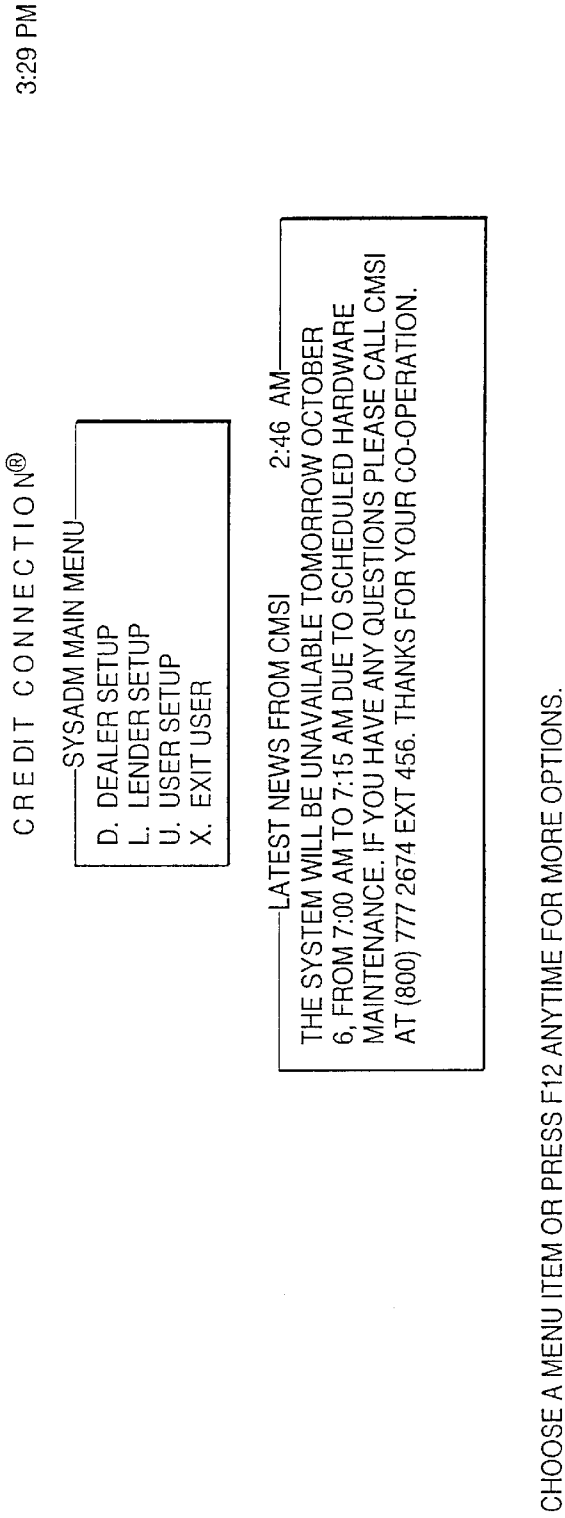 3:29 PM
CREDIT CONNECTION®
SYSADM MAIN MENU
D. DEALER SETUP
L. LENDER SETUP
U. USER SETUP
X. EXIT USER
LATEST NEWS FROM CMSI 2:46 AM
THE SYSTEM WILL BE UNAVAILABLE TOMORROW OCTOBER
6, FROM 7:00 AM TO 7:15 AM DUE TO SCHEDULED HARDWARE
MAINTENANCE. IF YOU HAVE ANY QUESTIONS PLEASE CALL CMSI
AT (800) 777 2674 EXT 456. THANKS FOR YOUR CO-OPERATION.
CHOOSE A MENU ITEM OR PRESS F12 ANYTIME FOR MORE OPTIONS.